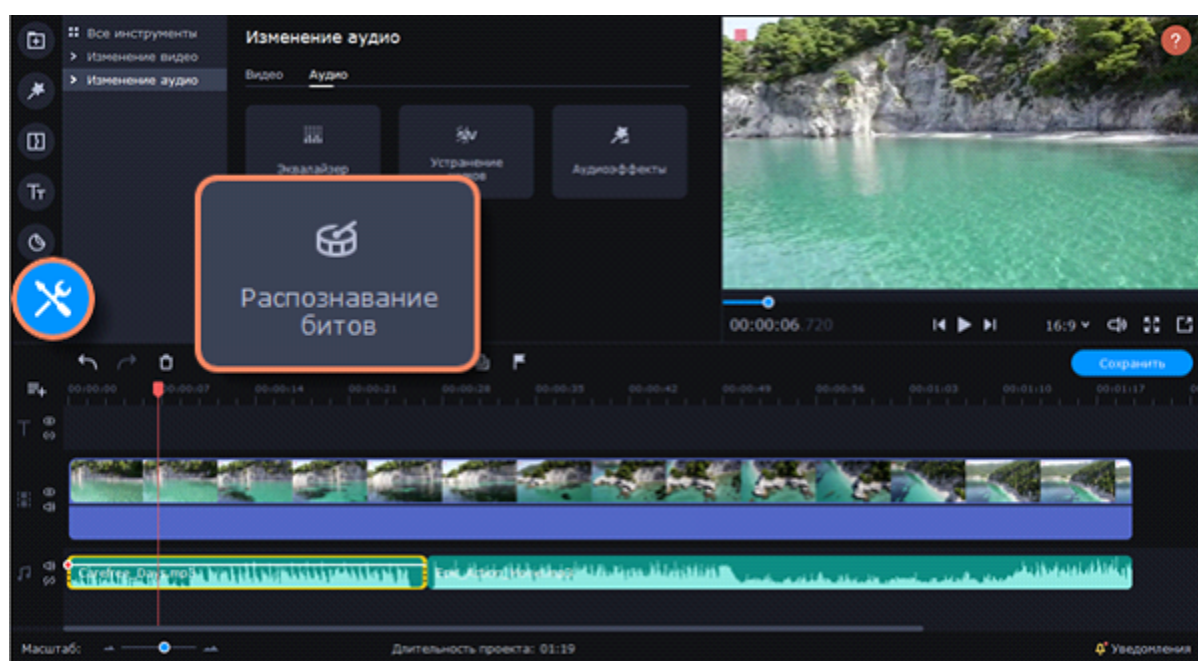 Все инструменты
Изменение видео
Изменение аудио
Изменение аудио
Видео Аудио
Эквалайзер
Устранение
Аудиоэффекты
Распознавание
битов
?
00:00:06.720
16:9
Сохранить
00:00:00 00:00:07 00:00:14 00:00:21 00:00:28 00:00:35 00:00:42 00:00:49 00:00:56 00:01:03 00:01:10 00:01:17
Carefree_Days.mp3
Масштаб:
Длительность проекта: 01:19
Уведомления